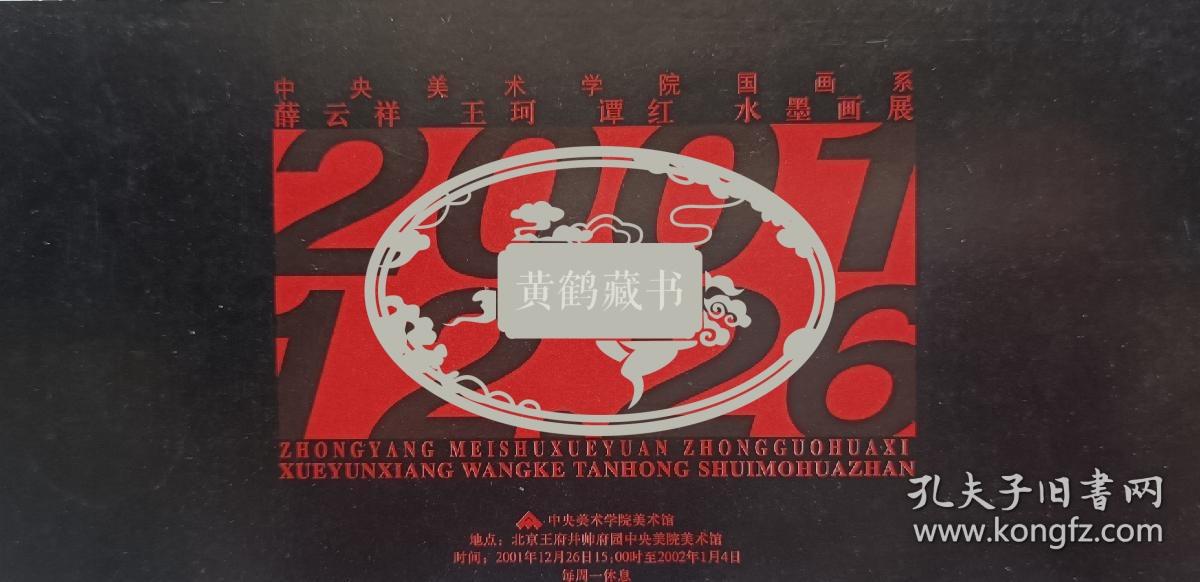 中央美术学院国画系
薛云祥 王珂 谭红 水墨画展
2001
12.26
黄鹤藏书
ZHONGYANG MEISHUXUEYUAN ZHONGGUOHUAXI
XUEYUNXIANG WANGKE TANHONG SHUIMOHUAZHAN
中央美术学院美术馆
地点：北京王府井帅府园中央美院美术馆
时间：2001年12月26日15:00时至2002年1月4日
每周一休息
孔夫子旧書网
www.kongfz.com